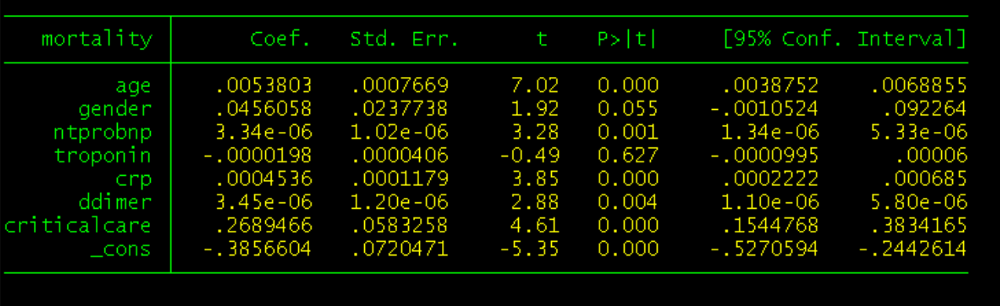 mortality Coef. Std. Err. t P>|t| [95% Conf. Interval]
age .0053803 .0007669 7.02 0.000 .0038752 .0068855
gender .0456058 .0237738 1.92 0.055 -.0010524 .092264
ntprobnp 3.34e-06 1.02e-06 3.28 0.001 1.34e-06 5.33e-06
troponin -.0000198 .0000406 -0.49 0.627 -.0000995 .00006
crp .0004536 .0001179 3.85 0.000 .0002222 .000685
ddimer 3.45e-06 1.20e-06 2.88 0.004 1.10e-06 5.80e-06
criticalcare .2689466 .0583258 4.61 0.000 .1544768 .3834165
_cons -.3856604 .0720471 -5.35 0.000 -.5270594 -.2442614